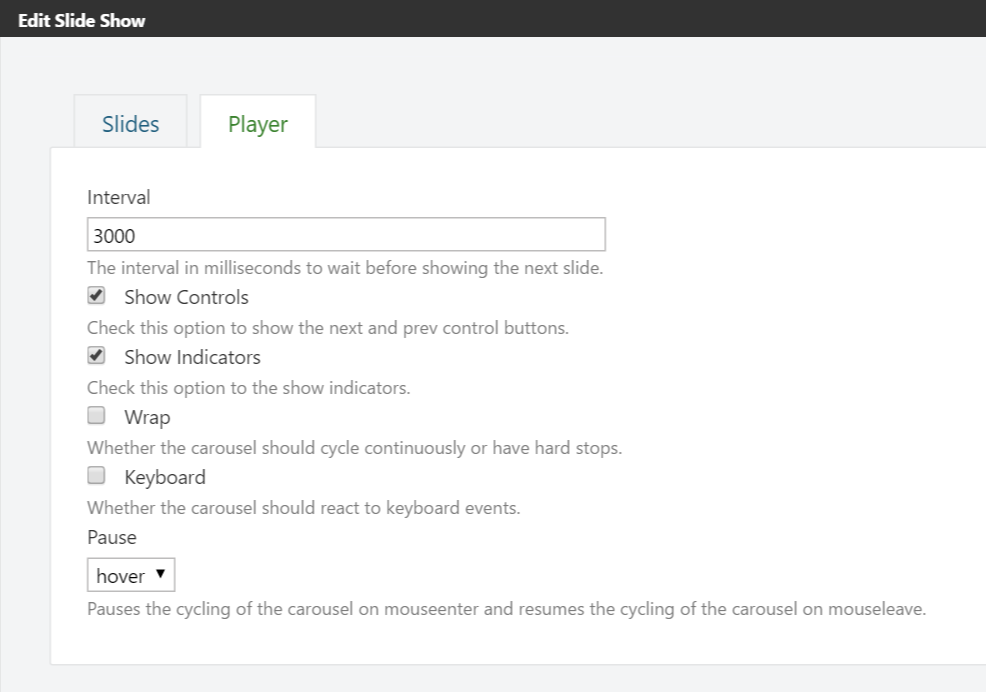 Edit Slide Show
Slides
Player
Interval
3000
The interval in milliseconds to wait before showing the next slide.
Show Controls
Check this option to show the next and prev control buttons.
Show Indicators
Check this option to the show indicators.
Wrap
Whether the carousel should cycle continuously or have hard stops.
Keyboard
Whether the carousel should react to keyboard events.
Pause
hover
Pauses the cycling of the carousel on mouseenter and resumes the cycling of the carousel on mouseleave.